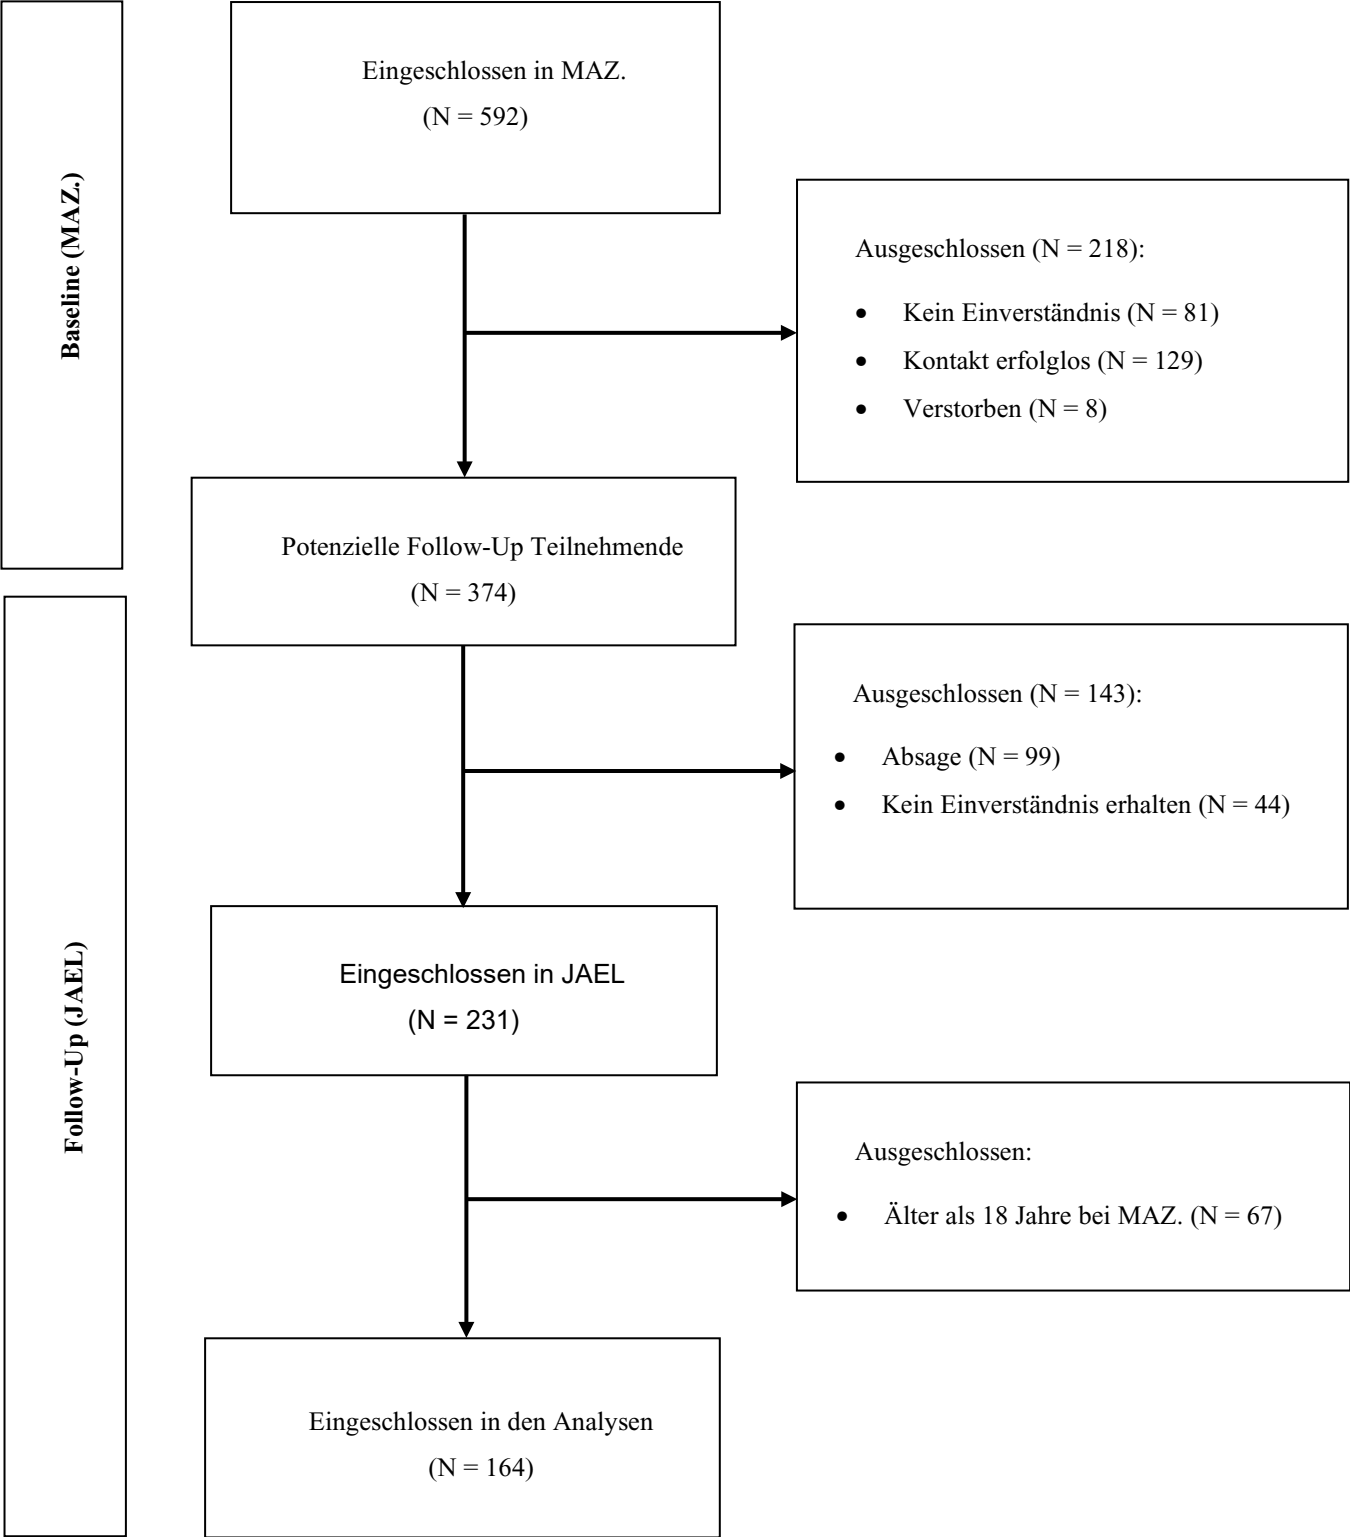 Baseline (MAZ.)
Eingeschlossen in MAZ.
(N = 592)
Ausgeschlossen (N = 218):
• Kein Einverständnis (N = 81)
• Kontakt erfolglos (N = 129)
• Verstorben (N = 8)
Potenzielle Follow-Up Teilnehmende
(N = 374)
Follow-Up (JAEL)
Ausgeschlossen (N = 143):
• Absage (N = 99)
• Kein Einverständnis erhalten (N = 44)
Eingeschlossen in JAEL
(N = 231)
Ausgeschlossen:
• Älter als 18 Jahre bei MAZ. (N = 67)
Eingeschlossen in den Analysen
(N = 164)